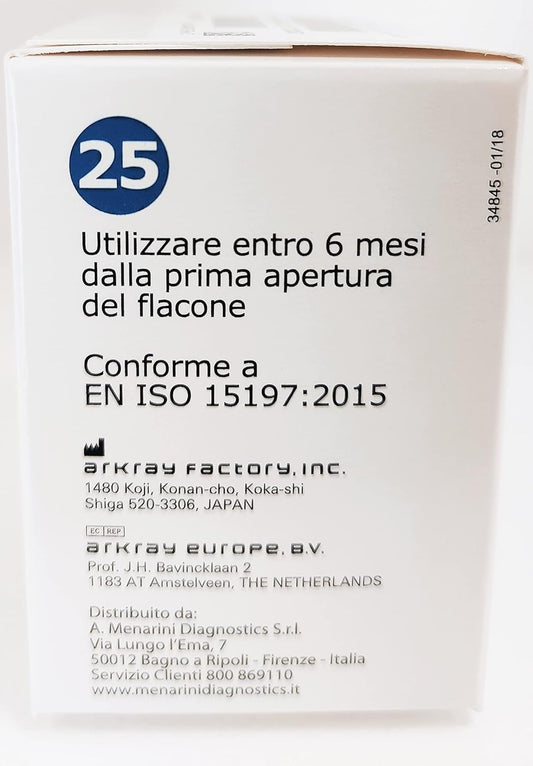 25
34845 -01/18
Utilizzare entro 6 mesi
dalla prima apertura
del flacone
Conforme a
EN ISO 15197:2015
arkray factory, inc.
1480 Koji, Konan-cho, Koka-shi
Shiga 520-3306, JAPAN
EC REP
arkray europe, B.V.
Prof. J.H. Bavincklaan 2
1183 AT Amstelveen, THE NETHERLANDS
Distribuito da:
A. Menarini Diagnostics S.r.l.
Via Lungo l'Ema, 7
50012 Bagno a Ripoli - Firenze - Italia
Servizio Clienti 800 869110
www.menarinidiagnostics.it